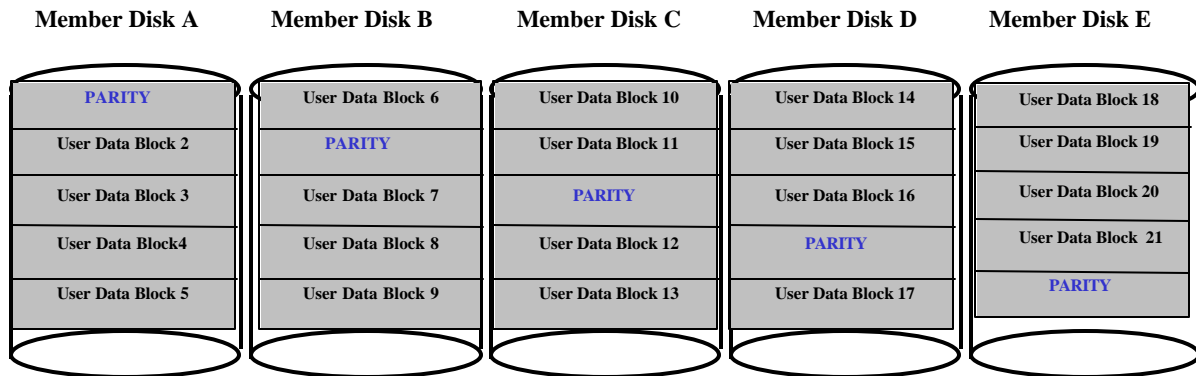 Member Disk A Member Disk B Member Disk C Member Disk D Member Disk E
PARITY User Data Block 6 User Data Block 10 User Data Block 14 User Data Block 18
User Data Block 2 PARITY User Data Block 11 User Data Block 15 User Data Block 19
User Data Block 3 User Data Block 7 PARITY User Data Block 16 User Data Block 20
User Data Block4 User Data Block 8 User Data Block 12 PARITY User Data Block 21
User Data Block 5 User Data Block 9 User Data Block 13 User Data Block 17 PARITY